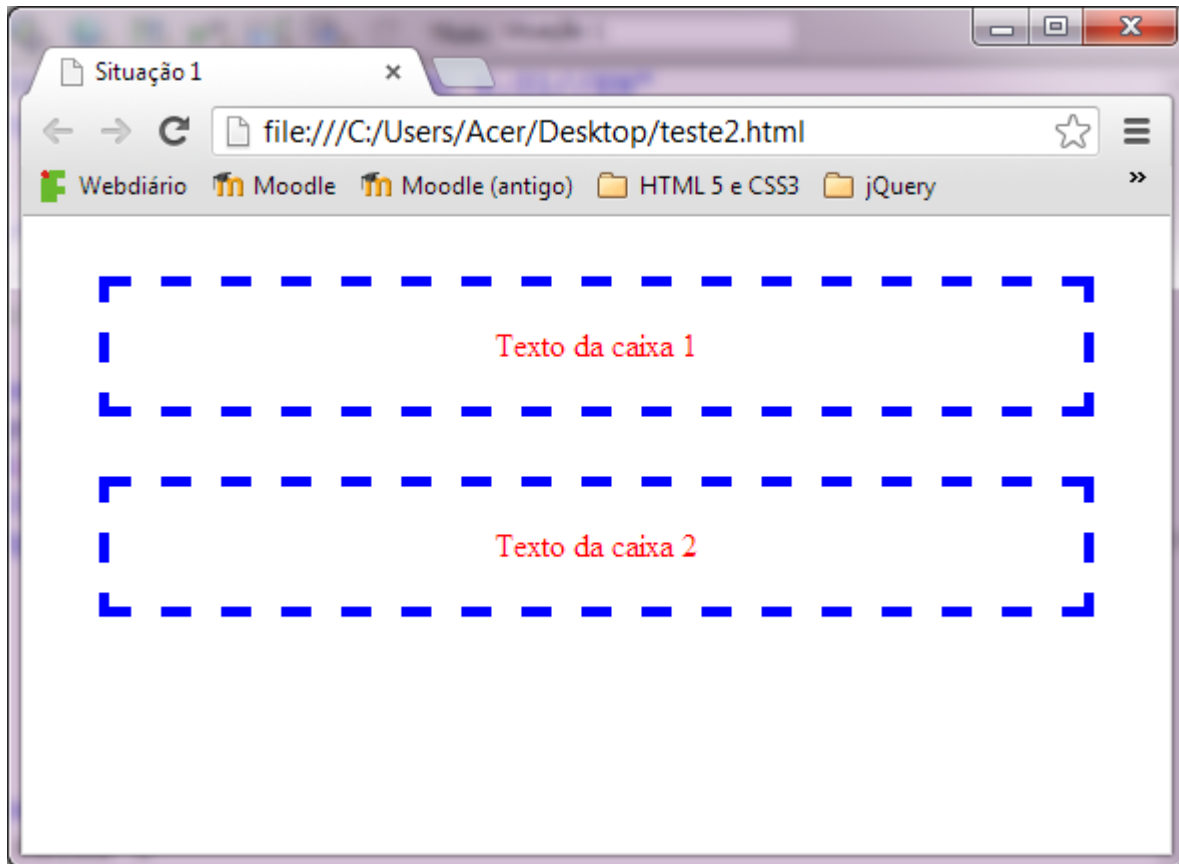 Situação 1
file:///C:/Users/Acer/Desktop/teste2.html
Webdiário Moodle Moodle (antigo) HTML 5 e CSS3 jQuery »
Texto da caixa 1
Texto da caixa 2